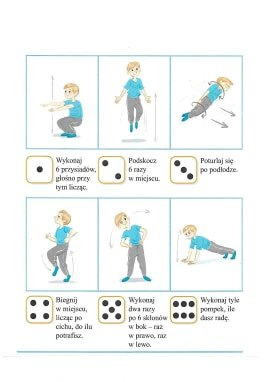 Wykonaj
6 przysiadów,
głośno przy
tym licząc.
Podskocz
6 razy
w miejscu.
Poturlaj się
po podłodze.
Biegnij
w miejscu,
licząc po
cichu, do ilu
potrafisz.
Wykonaj
dwa razy
po 6 skłonów
w bok – raz
w prawo, raz
w lewo.
Wykonaj tyle
pompek, ile
dasz radę.